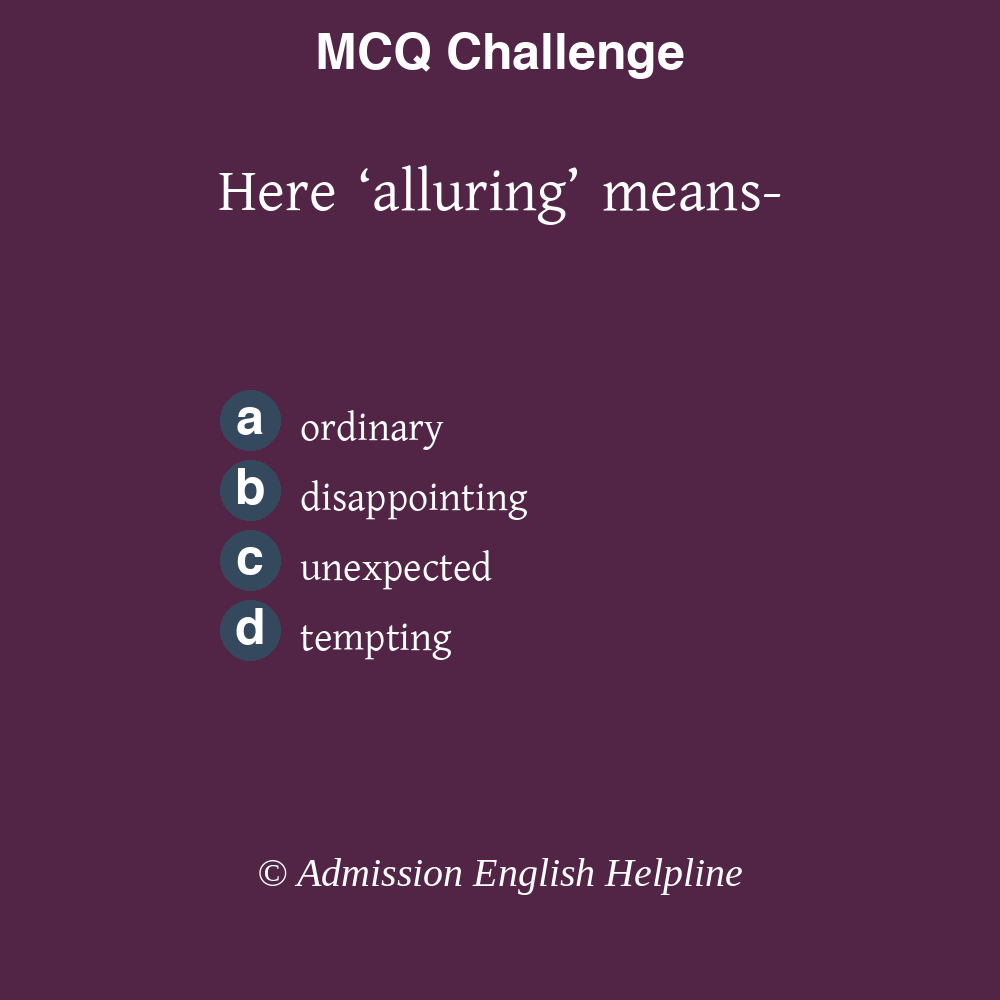 MCQ Challenge
Here ‘alluring’ means-
a ordinary
b disappointing
c unexpected
d tempting
© Admission English Helpline